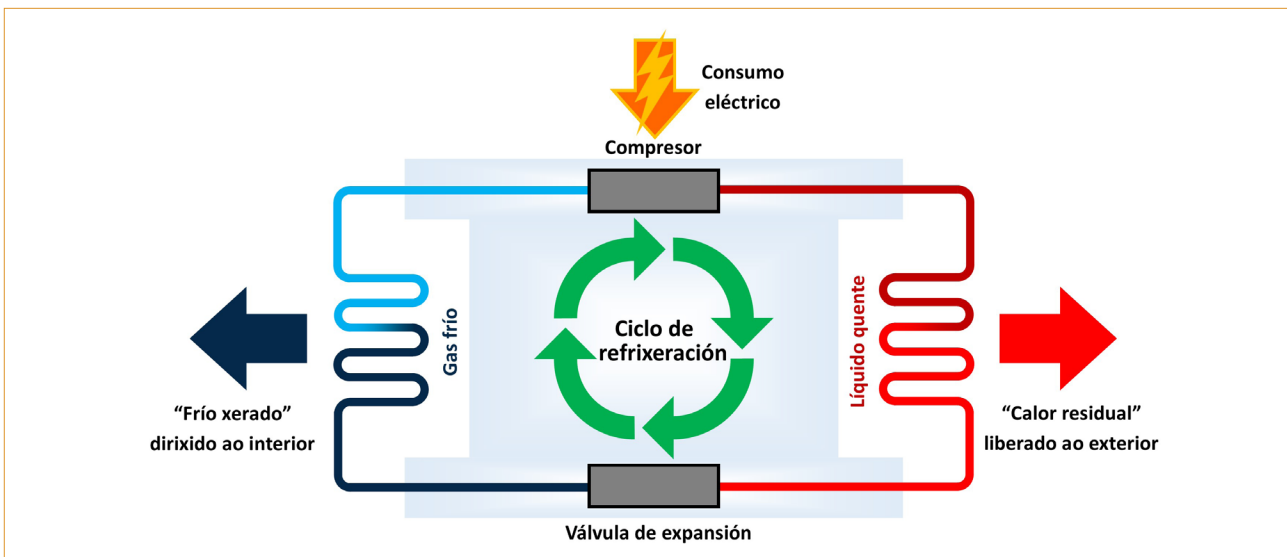 Consumo
eléctrico
Compresor
Gas frío
Ciclo de
refrixeración
Líquido quente
“Frío xerado”
dirixido ao interior
“Calor residual”
liberado ao exterior
Válvula de expansión